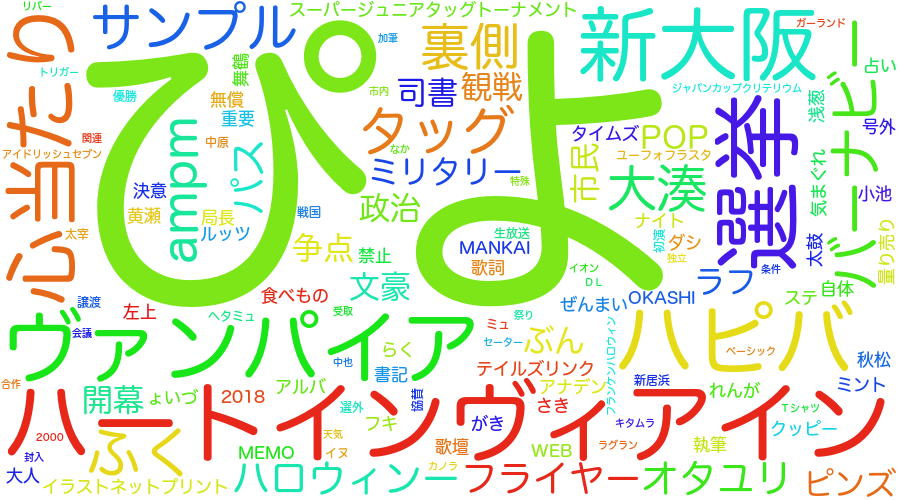 リバー
スーパージュニアタッグトーナメント
サンプル
加筆
裏側
新大阪
ガーランド
心当たり
トリガー
無鶴
ぴよ
占い
優勝
無償
市内
司書
観戦
ジャパンカップクリテリウム
浅葱
バーナビー
関連
重要
タッグ
選挙
号外
アイドリッシュセブン
中原
ampm
なか
タイムズ
POP
ユーフォフラスタ
パス
ミリタリー
市民
気まぐれ
決意
特殊
大湊
小池
黄瀬
局長
戦国
政治
ナイト
太宰
ルッツ
生放送
初演
ダシ
太鼓
量り売り
争点
禁止
MANKAI
独立
歌詞
イオン
ラフ
条件
文豪
ＤＬ
ステ
自体
譲渡
左上
食べもの
ぜんまい
OKASHI
ヘタミュ
受取
祭り
会議
ヴァンパイア
ミュ
ぶん
フランケンハロウィン
ハピバ
セーター
ベーシック
らく
中也
秋松
合作
書記
テイルズリンク
新居浜
ハートインヴィアイン
開幕
ょいづ
2018
アルバ
協賛
アナデン
れんが
ミント
選外
さき
Ｔシャツ
フキ
がき
キタムラ
クッピー
2000
ふく
天気
イヌ
歌壇
WEB
ラグラン
執筆
封入
MEMO
カノラ
大人
ハロウィン
フライヤー
オタユリ
ピンズ
イラストネットプリント